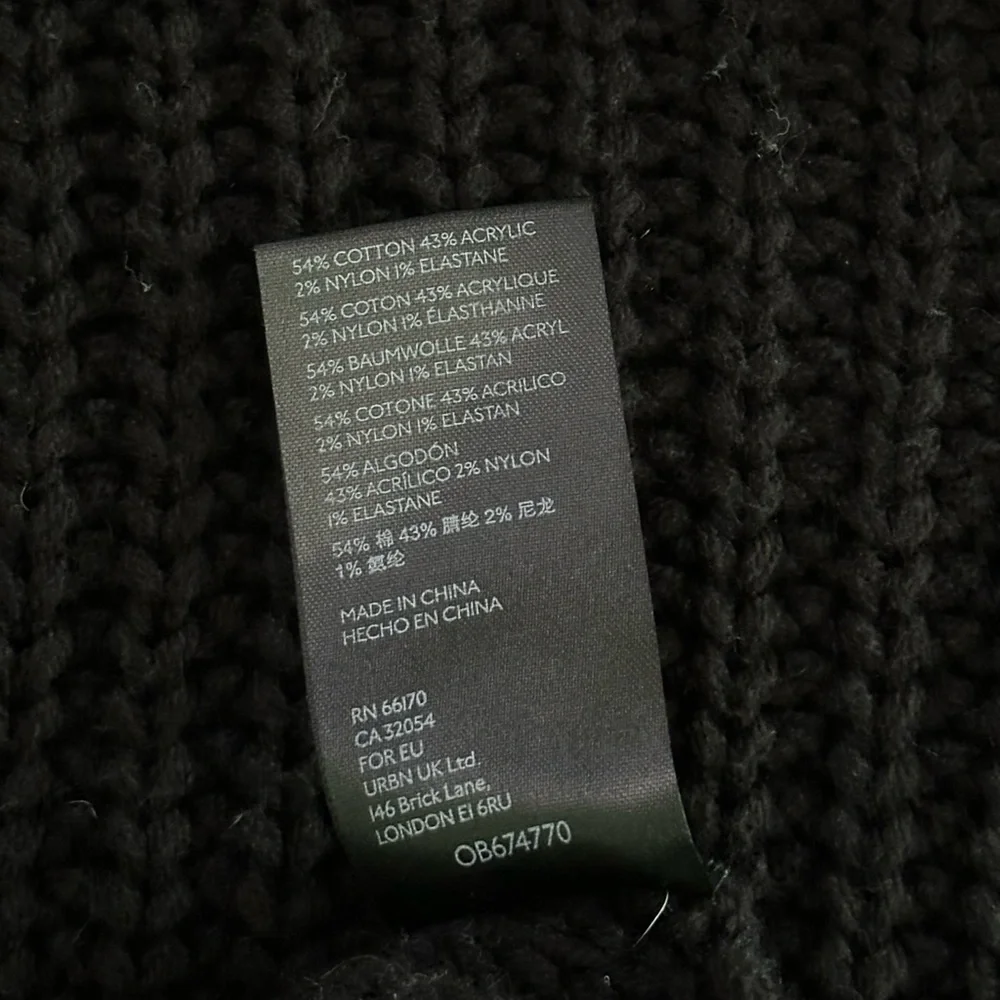 54% COTTON 43% ACRYLIC
2% NYLON 1% ELASTANE
54% COTON 43% ACRYLIQUE
2% NYLON 1% ÉLASTHANNE
54% BAUMWOLLE 43% ACRYL
2% NYLON 1% ELASTAN
54% COTONE 43% ACRILICO
2% NYLON 1% ELASTAN
54% ALGODÓN
43% ACRÍLICO 2% NYLON
1% ELASTANE
54% 棉 43% 腈纶 2% 尼龙
1% 氨纶
MADE IN CHINA
HECHO EN CHINA
RN 66170
CA 32054
FOR EU
URBN UK Ltd.
146 Brick Lane,
LONDON E1 6RU
OB674770